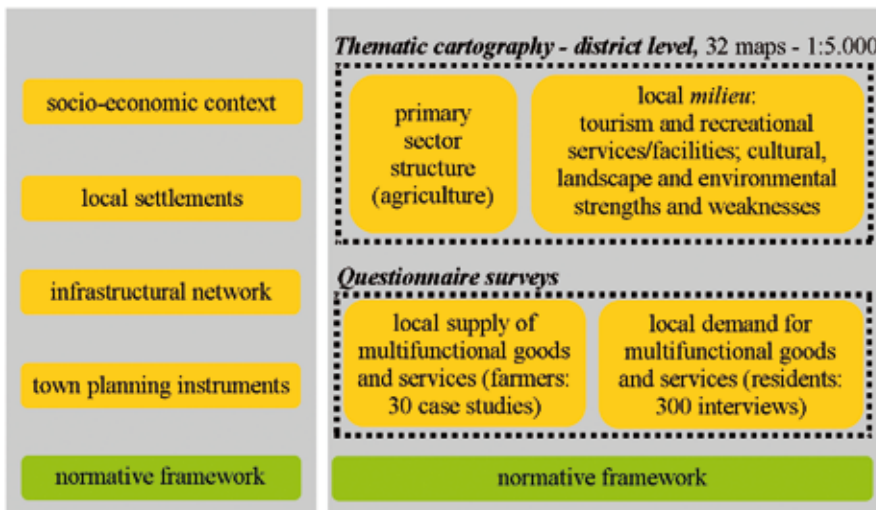 socio-economic context
local settlements
infrastructural network
town planning instruments
normative framework
Thematic cartography - district level, 32 maps - 1:5.000
primary
sector
structure
(agriculture)
local milieu:
tourism and recreational
services/facilities; cultural,
landscape and environmental
strengths and weaknesses
Questionnaire surveys
local supply of
multifunctional goods
and services (farmers:
30 case studies)
local demand for
multifunctional goods
and services (residents:
300 interviews)
normative framework